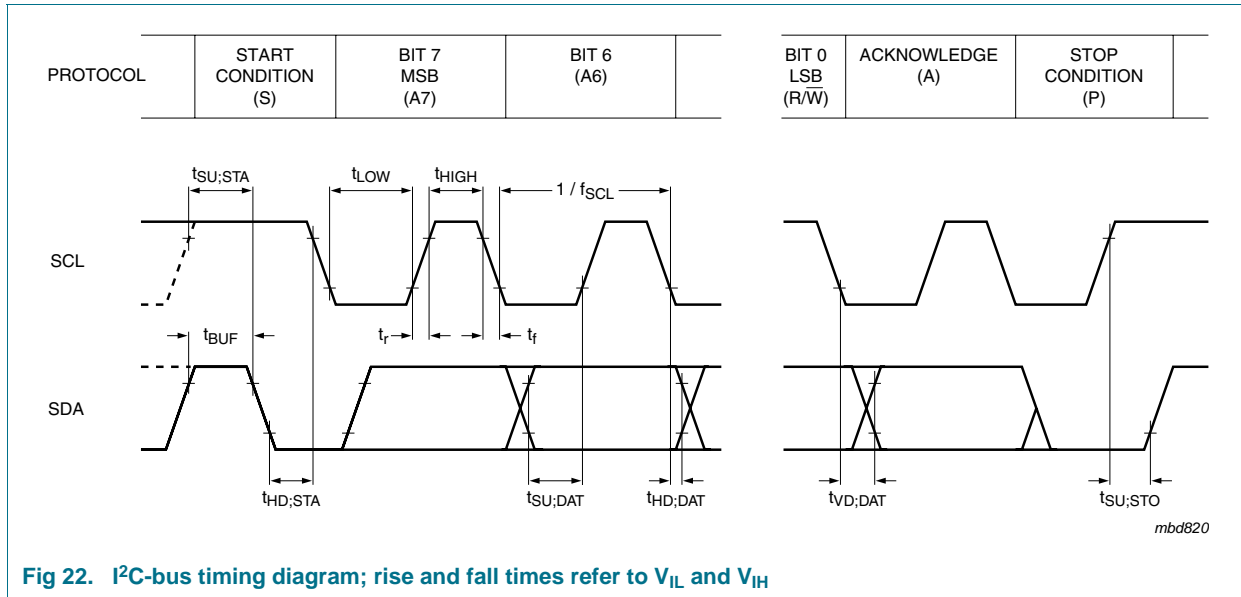 PROTOCOL
START
CONDITION
(S)
BIT 7
MSB
(A7)
BIT 6
(A6)
BIT 0
LSB
(R/W̅)
ACKNOWLEDGE
(A)
STOP
CONDITION
(P)
tSU;STA
tLOW
tHIGH
1 / fSCL
SCL
tBUF
tr
tf
SDA
tHD;STA
tSU;DAT
tHD;DAT
tVD;DAT
tSU;STO
mbd820
Fig 22. I²C-bus timing diagram; rise and fall times refer to VIL and VIH